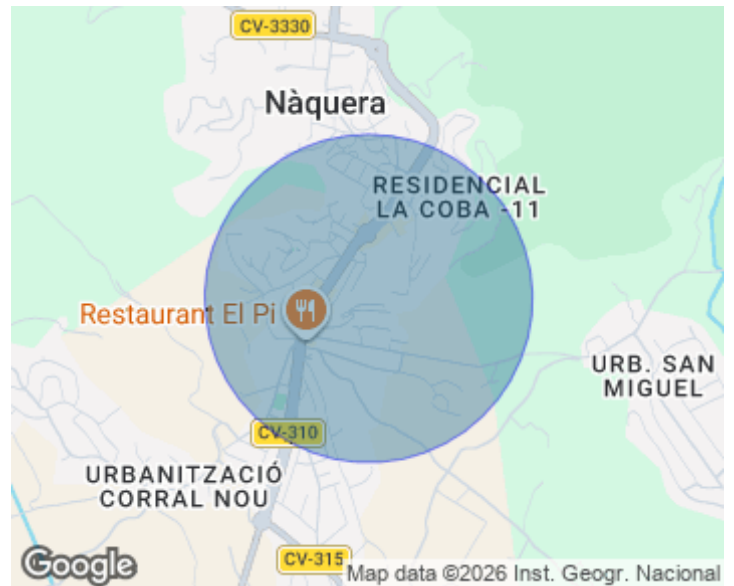 CV-3330
Nàquera
RESIDENCIAL
LA COBA -11
Restaurant El Pi
URB. SAN
MIGUEL
CV-310
URBANITZACIÓ
CORRAL NOU
CV-315
Google
Map data ©2026 Inst. Geogr. Nacional